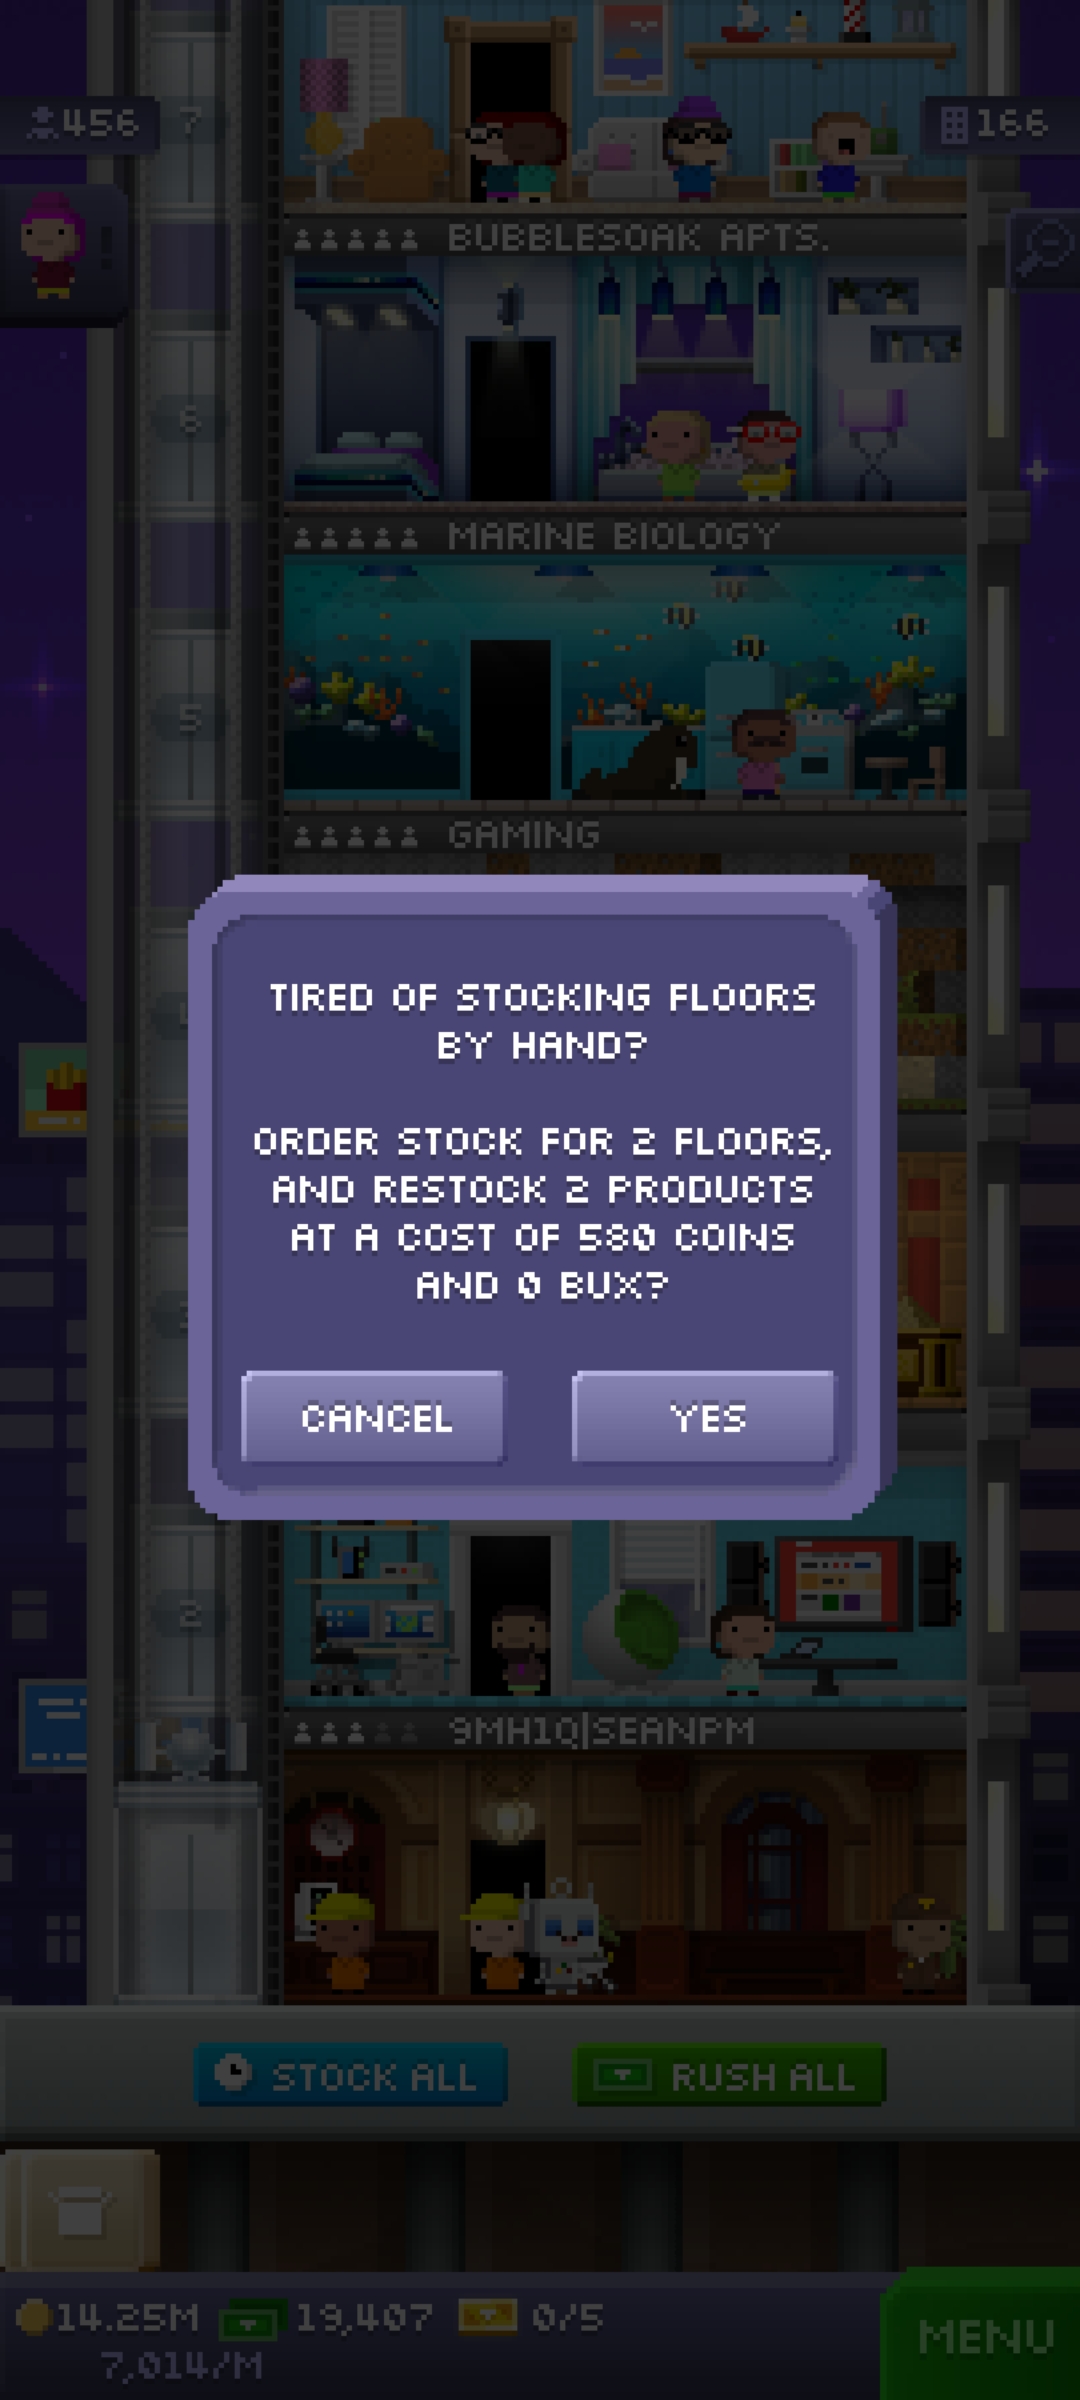 7
456
166
BUBBLESOAK APTS.
6
MARINE BIOLOGY
5
GAMING
TIRED OF STOCKING FLOORS
BY HAND?
ORDER STOCK FOR 2 FLOORS,
AND RESTOCK 2 PRODUCTS
AT A COST OF 580 COINS
AND 0 BUX?
CANCEL
YES
2
9MH1Q|SEANPM
STOCK ALL
RUSH ALL
14.25M
19,407
0/5
7,014/M
MENU